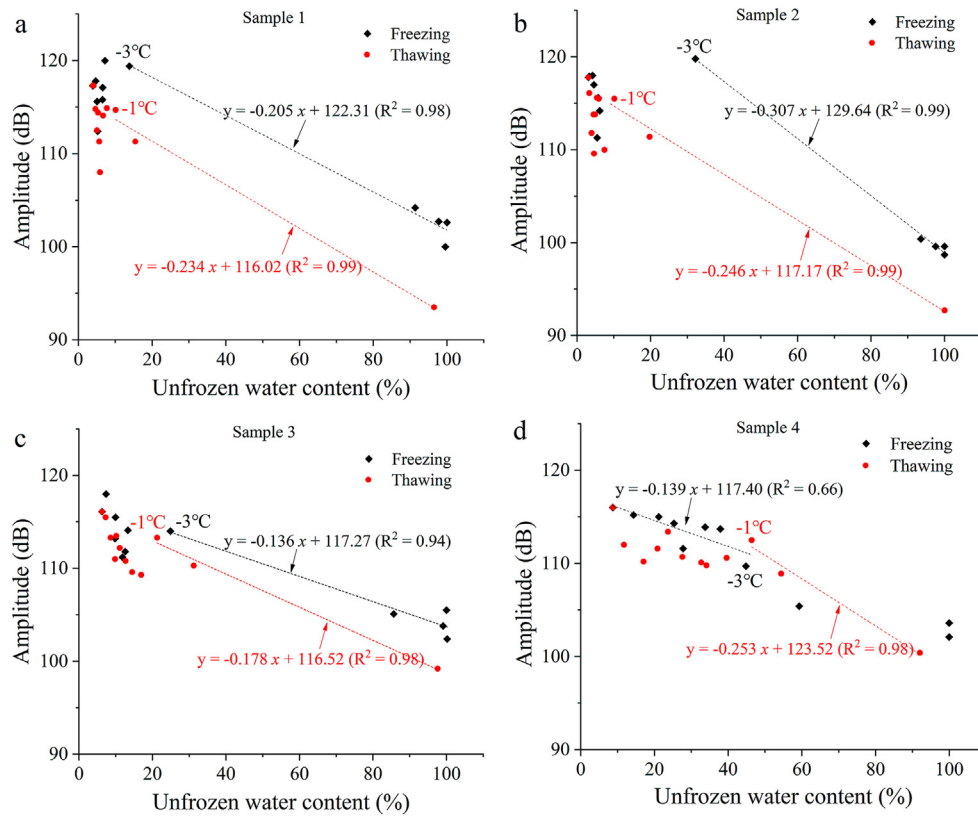 a
Sample 1
Freezing
Thawing
-3°C
-1°C
y = -0.205 x + 122.31 (R² = 0.98)
y = -0.234 x + 116.02 (R² = 0.99)
Amplitude (dB)
120
110
100
90
0
20
40
60
80
100
Unfrozen water content (%)
b
Sample 2
Freezing
Thawing
-3°C
-1°C
y = -0.307 x + 129.64 (R² = 0.99)
y = -0.246 x + 117.17 (R² = 0.99)
Amplitude (dB)
120
110
100
90
0
20
40
60
80
100
Unfrozen water content (%)
c
Sample 3
Freezing
Thawing
-1°C
-3°C
y = -0.136 x + 117.27 (R² = 0.94)
y = -0.178 x + 116.52 (R² = 0.98)
Amplitude (dB)
120
110
100
90
0
20
40
60
80
100
Unfrozen water content (%)
d
Sample 4
Freezing
Thawing
y = -0.139 x + 117.40 (R² = 0.66)
-1°C
-3°C
y = -0.253 x + 123.52 (R² = 0.98)
Amplitude (dB)
120
110
100
90
0
20
40
60
80
100
Unfrozen water content (%)